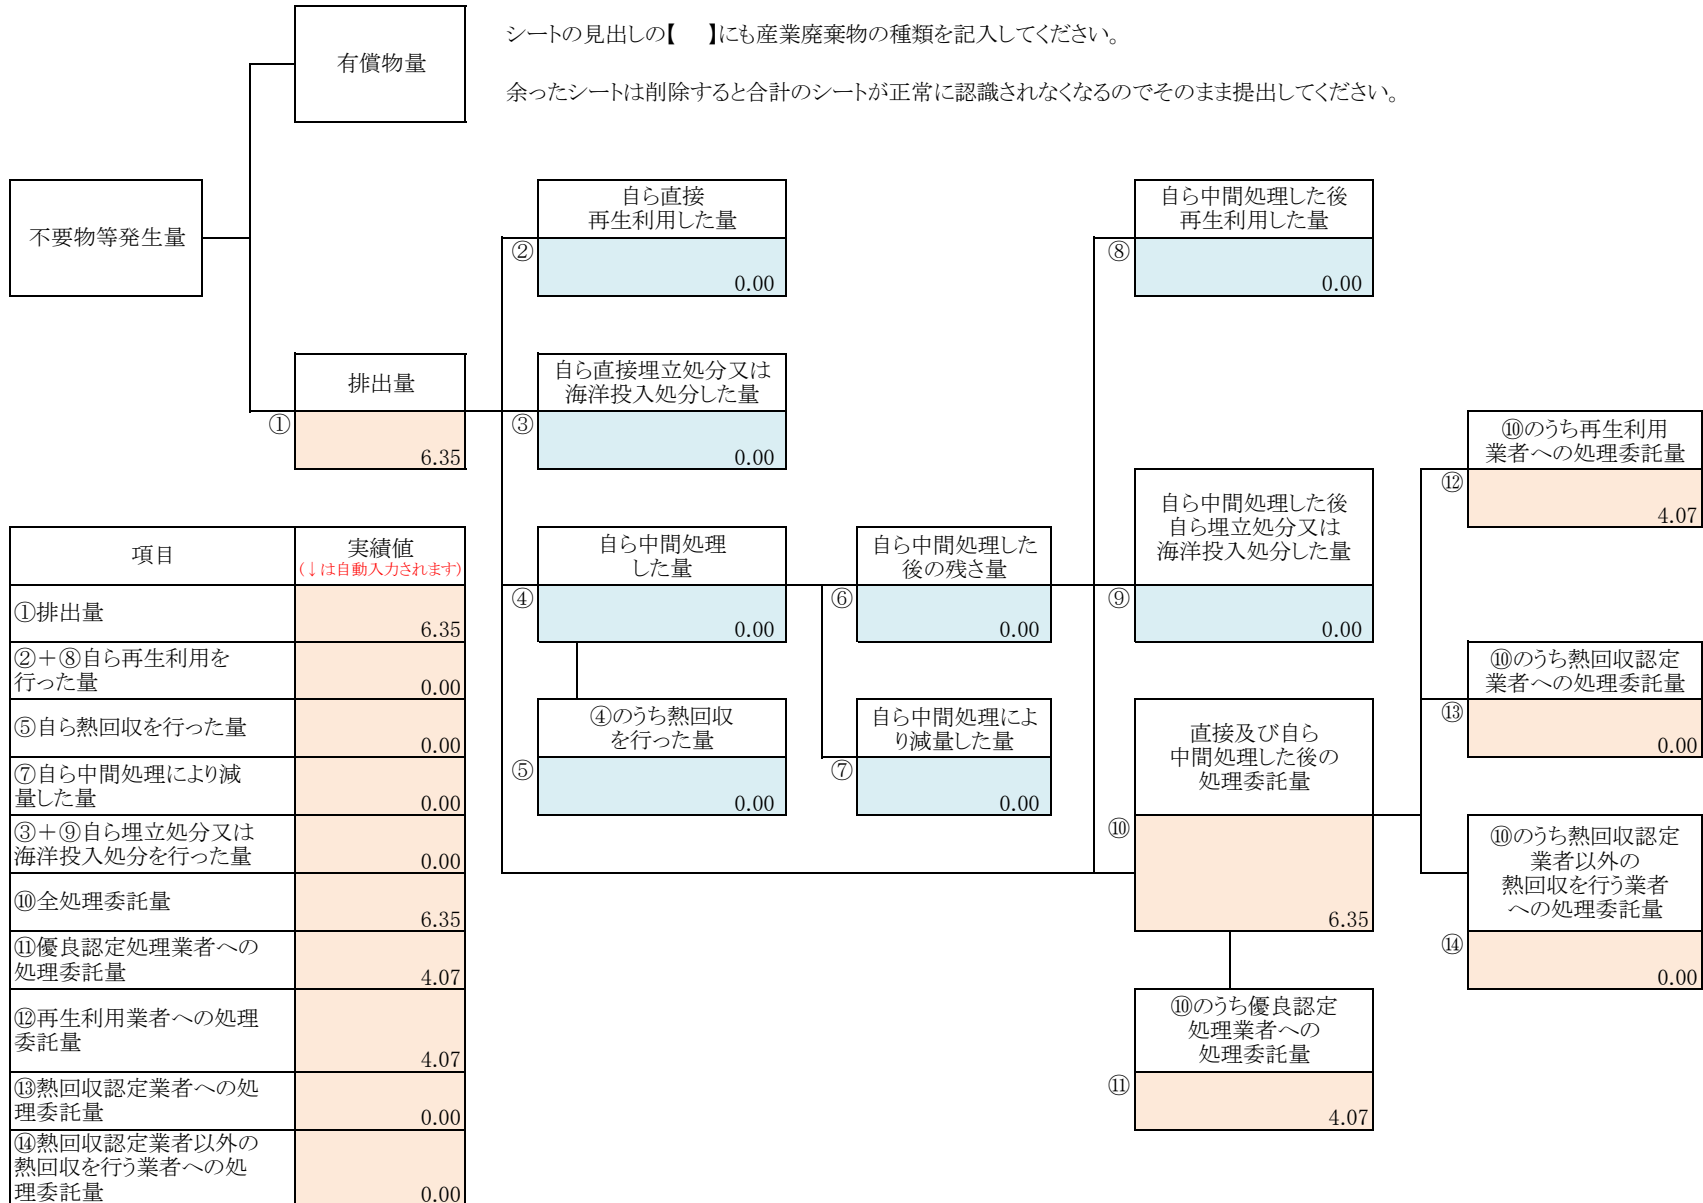 シートの見出しの【　】にも産業廃棄物の種類を記入してください。
余ったシートは削除すると合計のシートが正常に認識されなくなるのでそのまま提出してください。
有償物量
不要物等発生量
自ら直接
再生利用した量
②
0.00
自ら中間処理した後
再生利用した量
⑧
0.00
排出量
①
6.35
自ら直接埋立処分又は
海洋投入処分した量
③
0.00
⑩のうち再生利用
業者への処理委託量
⑫
4.07
自ら中間処理
した量
④
0.00
自ら中間処理した
後の残さ量
⑥
0.00
自ら中間処理した後
自ら埋立処分又は
海洋投入処分した量
⑨
0.00
⑩のうち熱回収認定
業者への処理委託量
⑬
0.00
④のうち熱回収
を行った量
⑤
0.00
自ら中間処理によ
り減量した量
⑦
0.00
直接及び自ら
中間処理した後の
処理委託量
⑩
6.35
⑩のうち熱回収認定
業者以外の
熱回収を行う業者
への処理委託量
⑭
0.00
⑩のうち優良認定
処理業者への
処理委託量
⑪
4.07
項目
実績値
(↓は自動入力されます)
①排出量
6.35
②＋⑧自ら再生利用を
行った量
0.00
⑤自ら熱回収を行った量
0.00
⑦自ら中間処理により減
量した量
0.00
③＋⑨自ら埋立処分又は
海洋投入処分を行った量
0.00
⑩全処理委託量
6.35
⑪優良認定処理業者への
処理委託量
4.07
⑫再生利用業者への処理
委託量
4.07
⑬熱回収認定業者への処
理委託量
0.00
⑭熱回収認定業者以外の
熱回収を行う業者への処
理委託量
0.00